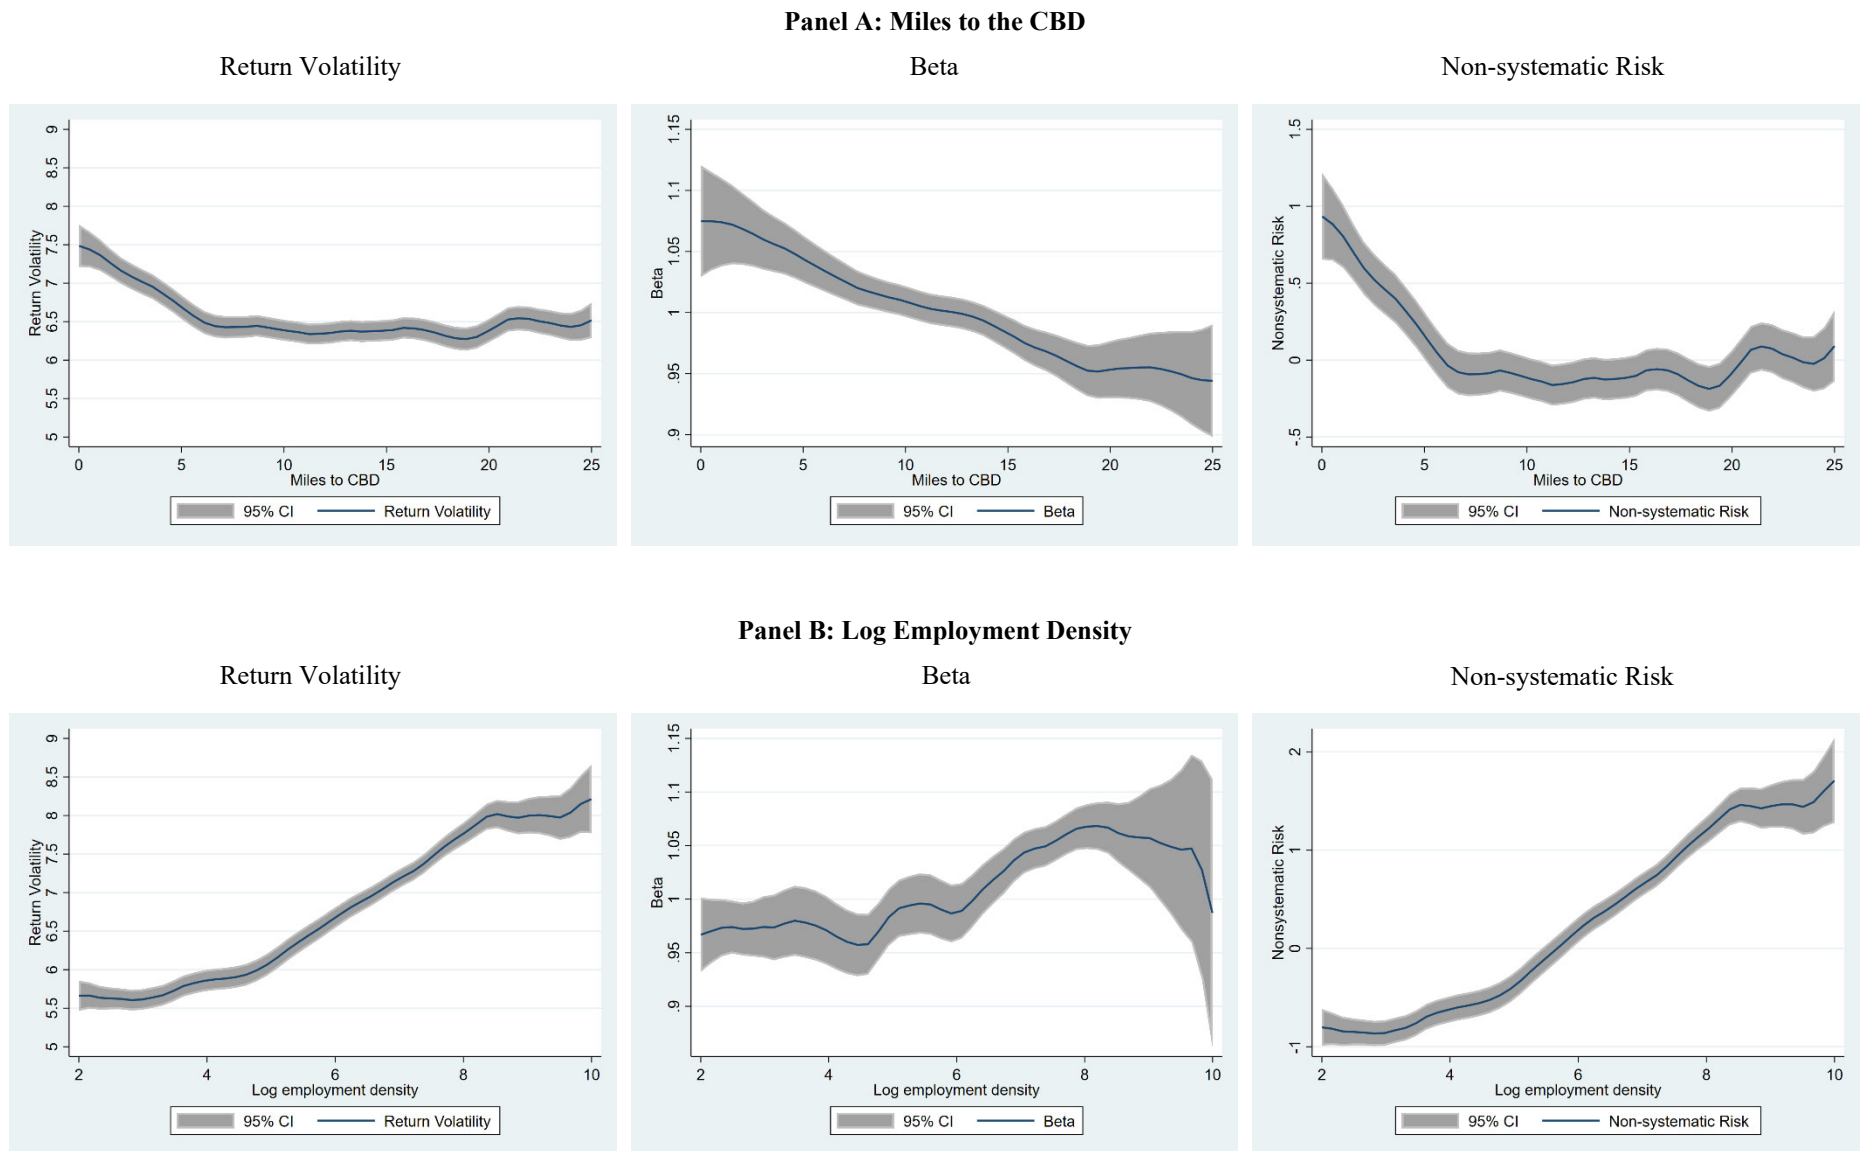 Panel A: Miles to the CBD
Return Volatility
Beta
Non-systematic Risk
Return Volatility
5 5.5 6 6.5 7 7.5 8 8.5 9
0 5 10 15 20 25
Miles to CBD
95% CI Return Volatility
Beta
.9 .95 1 1.05 1.1 1.15
0 5 10 15 20 25
Miles to CBD
95% CI Beta
Nonsystematic Risk
-.5 0 .5 1 1.5
0 5 10 15 20 25
Miles to CBD
95% CI Non-systematic Risk
Panel B: Log Employment Density
Return Volatility
Beta
Non-systematic Risk
Return Volatility
5 5.5 6 6.5 7 7.5 8 8.5 9
2 4 6 8 10
Log employment density
95% CI Return Volatility
Beta
.9 .95 1 1.05 1.1 1.15
2 4 6 8 10
Log employment density
95% CI Beta
Nonsystematic Risk
-1 0 1 2
2 4 6 8 10
Log employment density
95% CI Non-systematic Risk